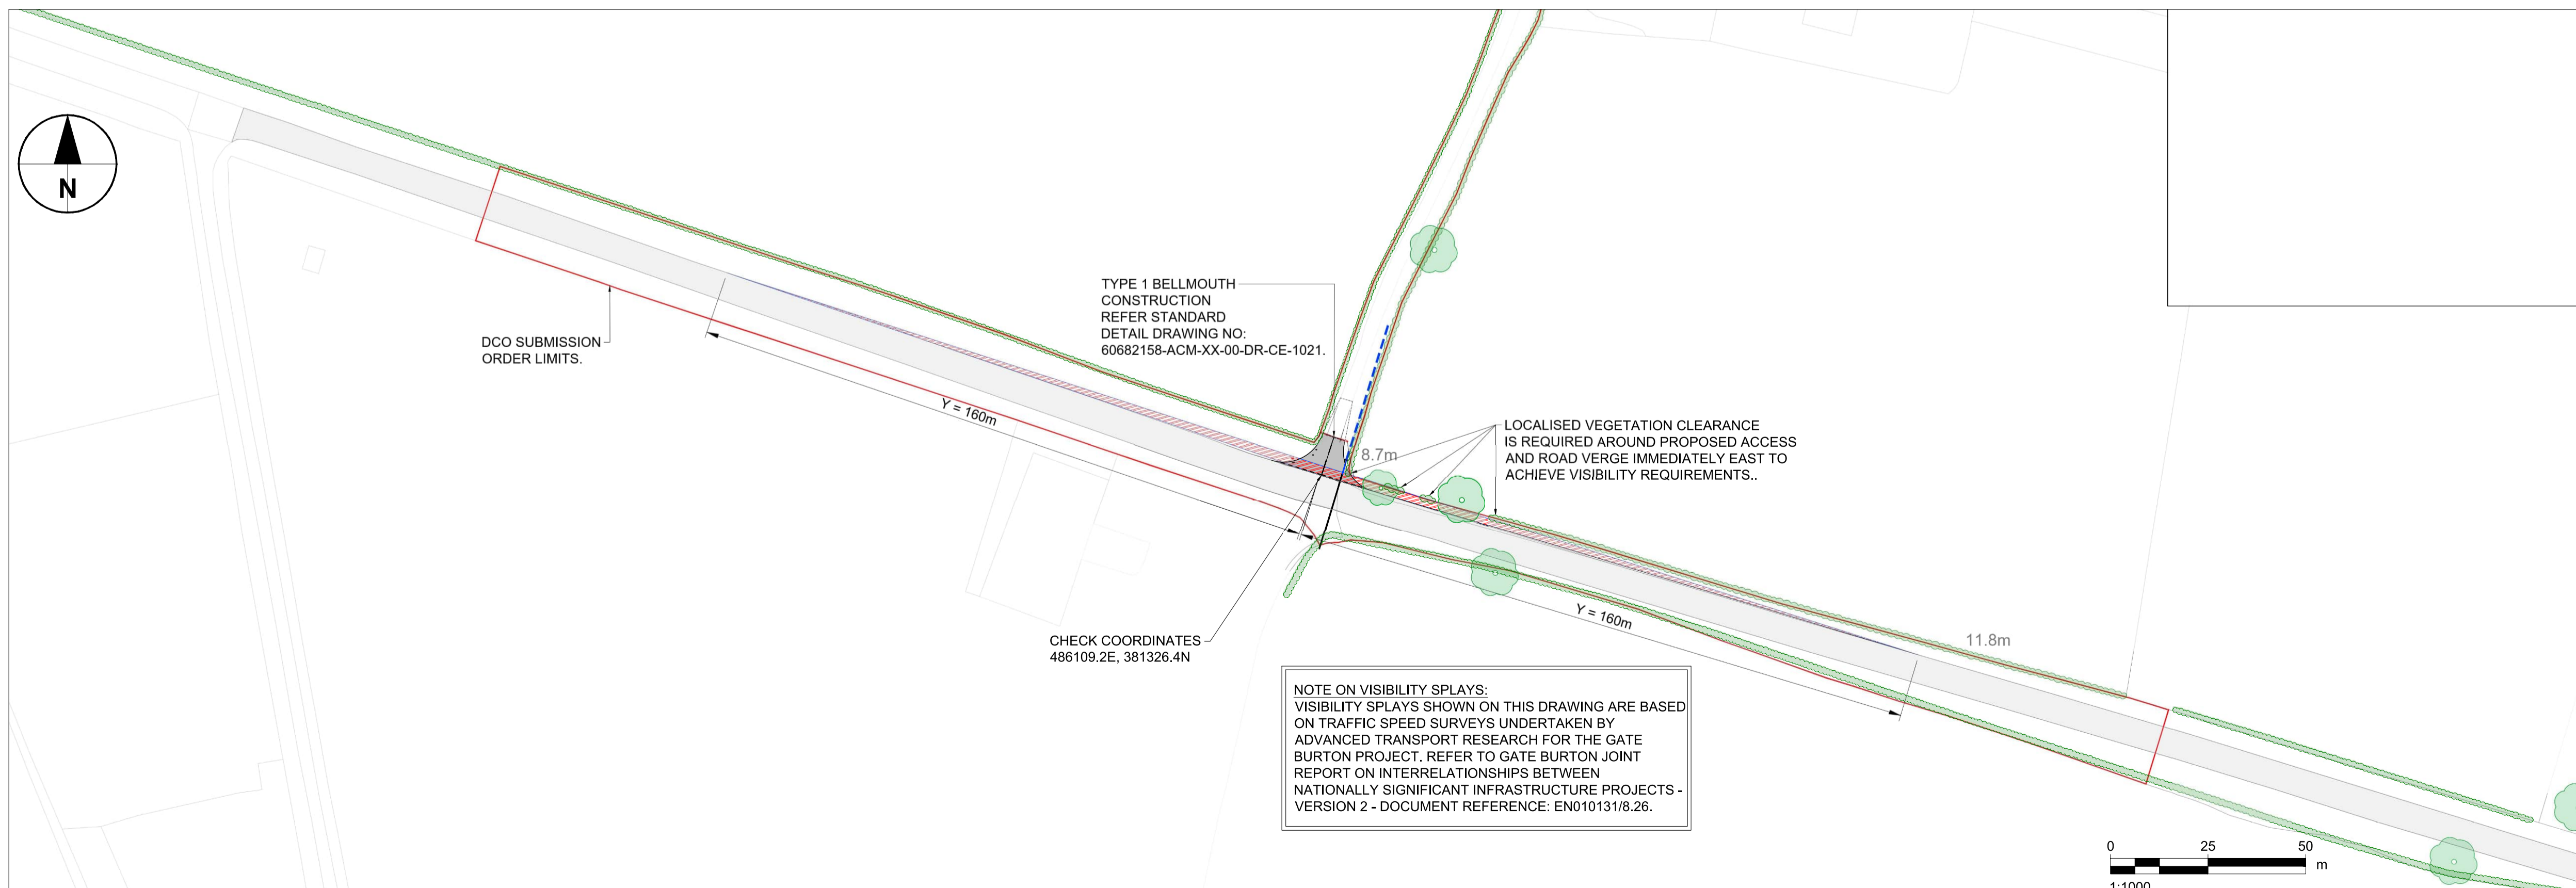 N
TYPE 1 BELLMOUTH
CONSTRUCTION
REFER STANDARD
DETAIL DRAWING NO:
60682158-ACM-XX-00-DR-CE-1021.
DCO SUBMISSION
ORDER LIMITS.
Y = 160m
8.7m
LOCALISED VEGETATION CLEARANCE
IS REQUIRED AROUND PROPOSED ACCESS
AND ROAD VERGE IMMEDIATELY EAST TO
ACHIEVE VISIBILITY REQUIREMENTS..
Y = 160m
CHECK COORDINATES
486109.2E, 381326.4N
11.8m
NOTE ON VISIBILITY SPLAYS:
VISIBILITY SPLAYS SHOWN ON THIS DRAWING ARE BASED
ON TRAFFIC SPEED SURVEYS UNDERTAKEN BY
ADVANCED TRANSPORT RESEARCH FOR THE GATE
BURTON PROJECT. REFER TO GATE BURTON JOINT
REPORT ON INTERRELATIONSHIPS BETWEEN
NATIONALLY SIGNIFICANT INFRASTRUCTURE PROJECTS -
VERSION 2 - DOCUMENT REFERENCE: EN010131/8.26.
0 25 50
m
1:1000